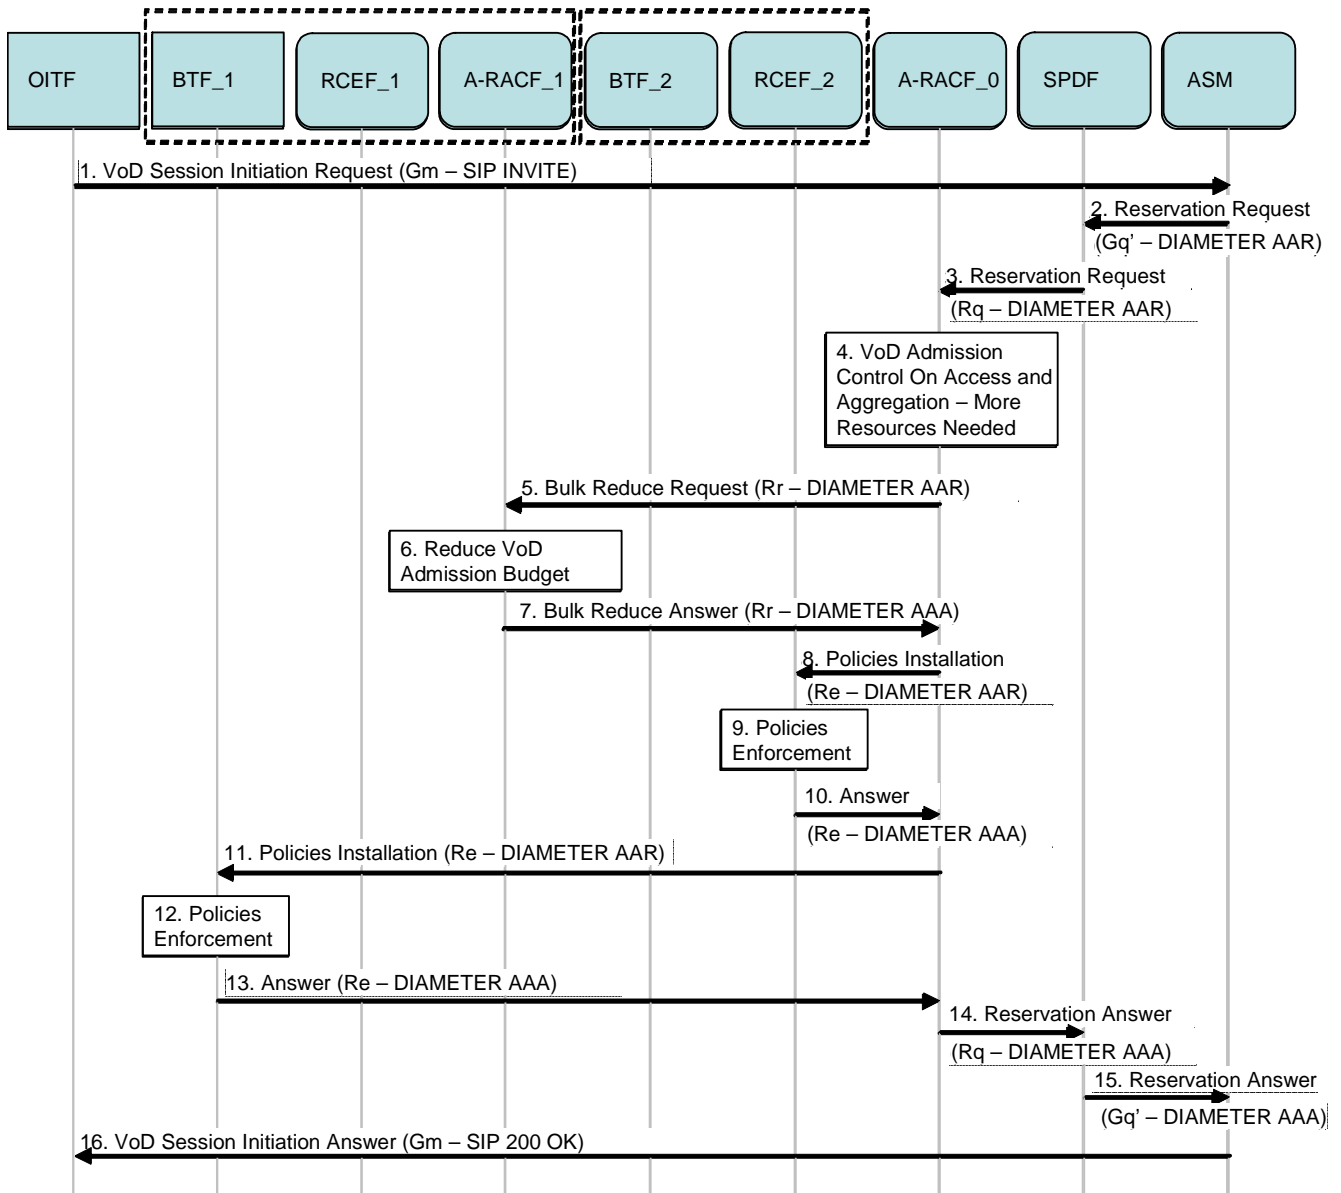 OITF
BTF_1
RCEF_1
A-RACF_1
BTF_2
RCEF_2
A-RACF_0
SPDF
ASM
1. VoD Session Initiation Request (Gm – SIP INVITE)
2. Reservation Request
(Gq’ – DIAMETER AAR)
3. Reservation Request
(Rq – DIAMETER AAR)
4. VoD Admission
Control On Access and
Aggregation – More
Resources Needed
5. Bulk Reduce Request (Rr – DIAMETER AAR)
6. Reduce VoD
Admission Budget
7. Bulk Reduce Answer (Rr – DIAMETER AAA)
8. Policies Installation
(Re – DIAMETER AAR)
9. Policies
Enforcement
10. Answer
(Re – DIAMETER AAA)
11. Policies Installation (Re – DIAMETER AAR)
12. Policies
Enforcement
13. Answer (Re – DIAMETER AAA)
14. Reservation Answer
(Rq – DIAMETER AAA)
15. Reservation Answer
(Gq’ – DIAMETER AAA)
16. VoD Session Initiation Answer (Gm – SIP 200 OK)